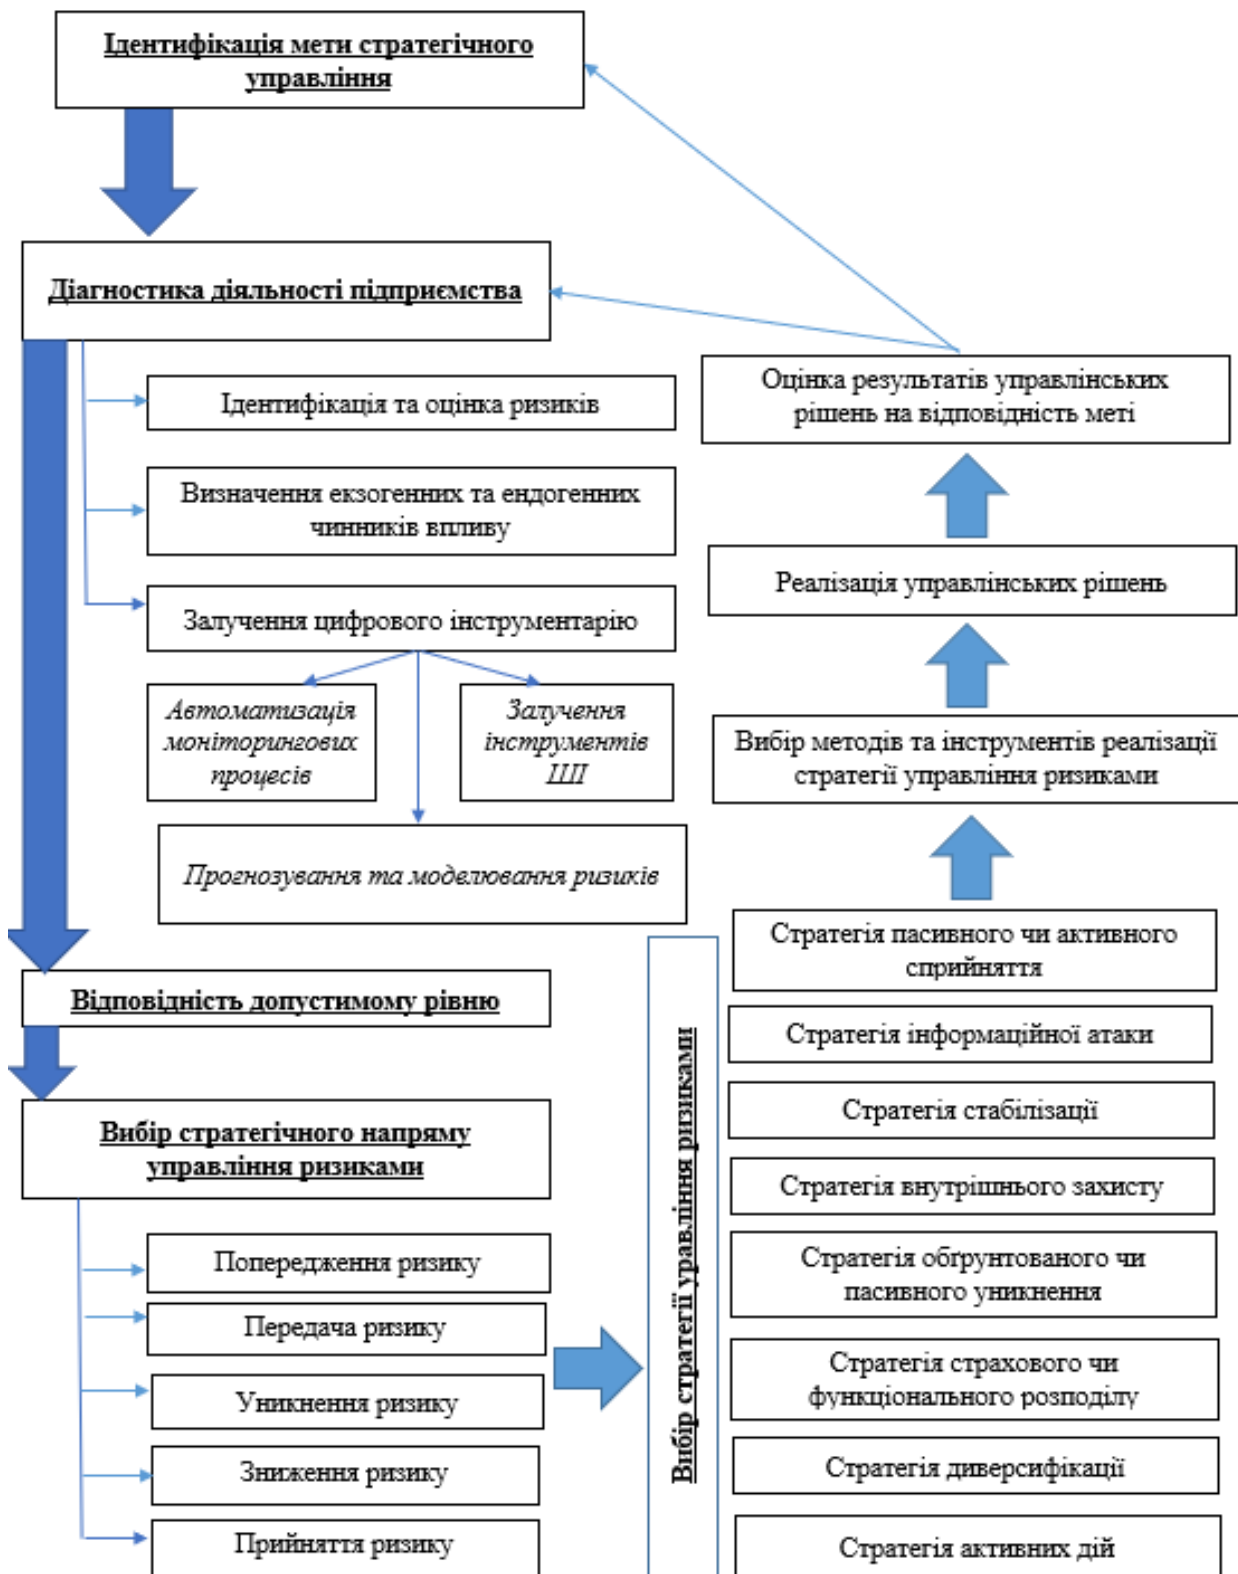 Ідентифікація мети стратегічного
управління
Діагностика діяльності підприємства
Ідентифікація та оцінка ризиків
Визначення екзогенних та ендогенних
чинників впливу
Залучення цифрового інструментарію
Автоматизація
моніторингових
процесів
Залучення
інструментів
ШІ
Прогнозування та моделювання ризиків
Відповідність допустимому рівню
Вибір стратегічного напряму
управління ризиками
Попередження ризику
Передача ризику
Уникнення ризику
Зниження ризику
Прийняття ризику
Вибір стратегії уравління ризиками
Оцінка результатів управлінських
рішень на відповідність меті
Реалізація управлінських рішень
Вибір методів та інструментів реалізації
стратегії управління ризиками
Стратегія пасивного чи активного
сприйняття
Стратегія інформаційної атаки
Стратегія стабілізації
Стратегія внутрішнього захисту
Стратегія обґрунтованого чи
пасивного уникнення
Стратегія страхового чи
функціонального розподілу
Стратегія диверсифікації
Стратегія активних дій